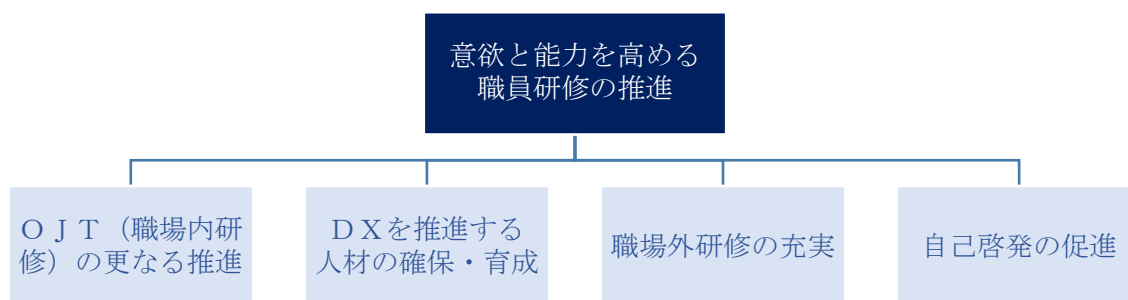 意欲と能力を高める
職員研修の推進
ＯＪＴ（職場内研
修）の更なる推進
ＤＸを推進する
人材の確保・育成
職場外研修の充実
自己啓発の促進